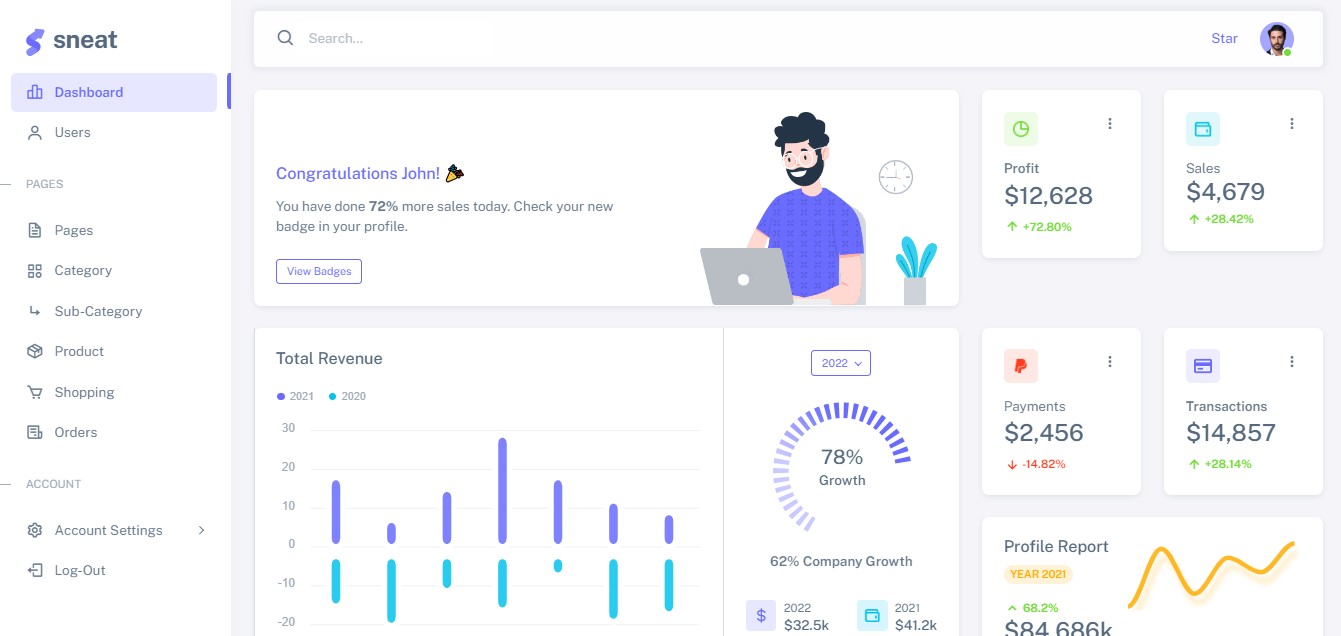 sneat
Dashboard
Users
PAGES
Pages
Category
Sub-Category
Product
Shopping
Orders
ACCOUNT
Account Settings
Log-Out
Search...
Star
Congratulations John!
You have done 72% more sales today. Check your new
badge in your profile.
View Badges
Profit
$12,628
+72.80%
Sales
$4,679
+28.42%
Total Revenue
2021
2020
30
20
10
0
-10
-20
2022
78%
Growth
62% Company Growth
$
2022
$32.5k
2021
$41.2k
Payments
$2,456
-14.82%
Transactions
$14,857
+28.14%
Profile Report
YEAR 2021
68.2%
$84,686k